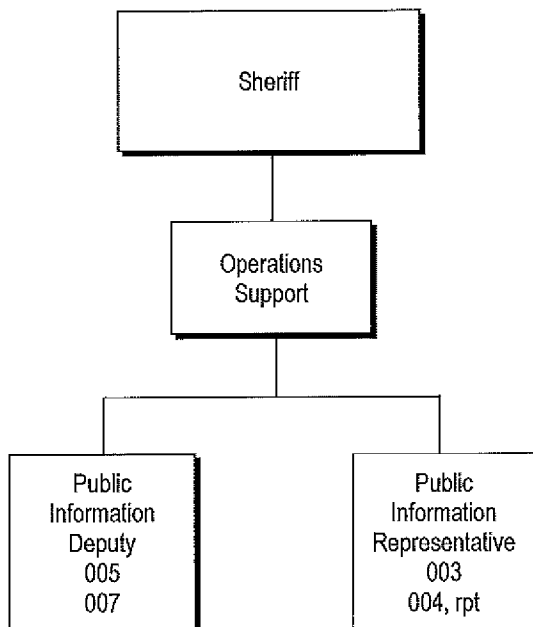 Sheriff
Operations
Support
Public
Information
Deputy
005
007
Public
Information
Representative
003
004, rpt